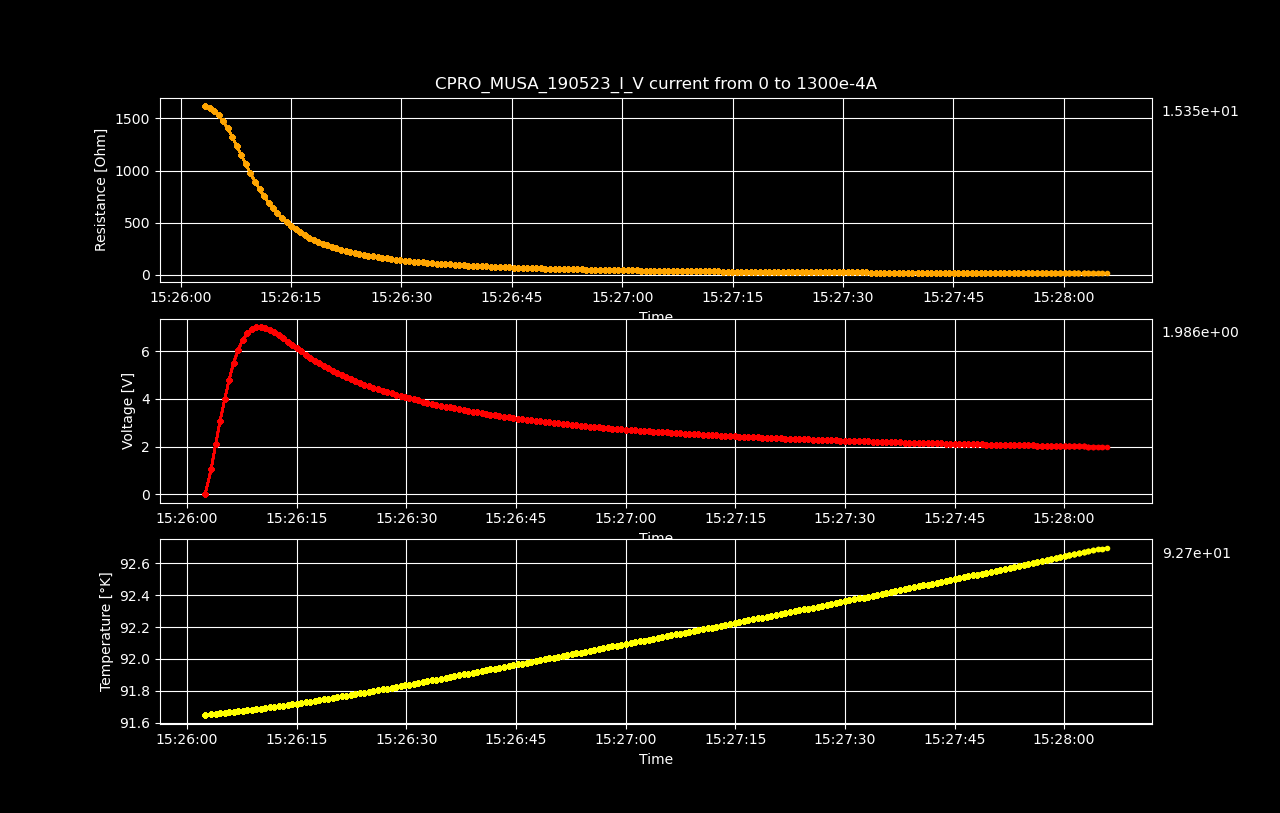 CPRO_MUSA_190523_I_V current from 0 to 1300e-4A
1.535e+01
Resistance [Ohm]
1500
1000
500
0
15:26:00 15:26:15 15:26:30 15:26:45 15:27:00 15:27:15 15:27:30 15:27:45 15:28:00
Time
1.986e+00
Voltage [V]
6
4
2
0
15:26:00 15:26:15 15:26:30 15:26:45 15:27:00 15:27:15 15:27:30 15:27:45 15:28:00
Time
9.27e+01
Temperature [°K]
92.6
92.4
92.2
92.0
91.8
91.6
15:26:00 15:26:15 15:26:30 15:26:45 15:27:00 15:27:15 15:27:30 15:27:45 15:28:00
Time